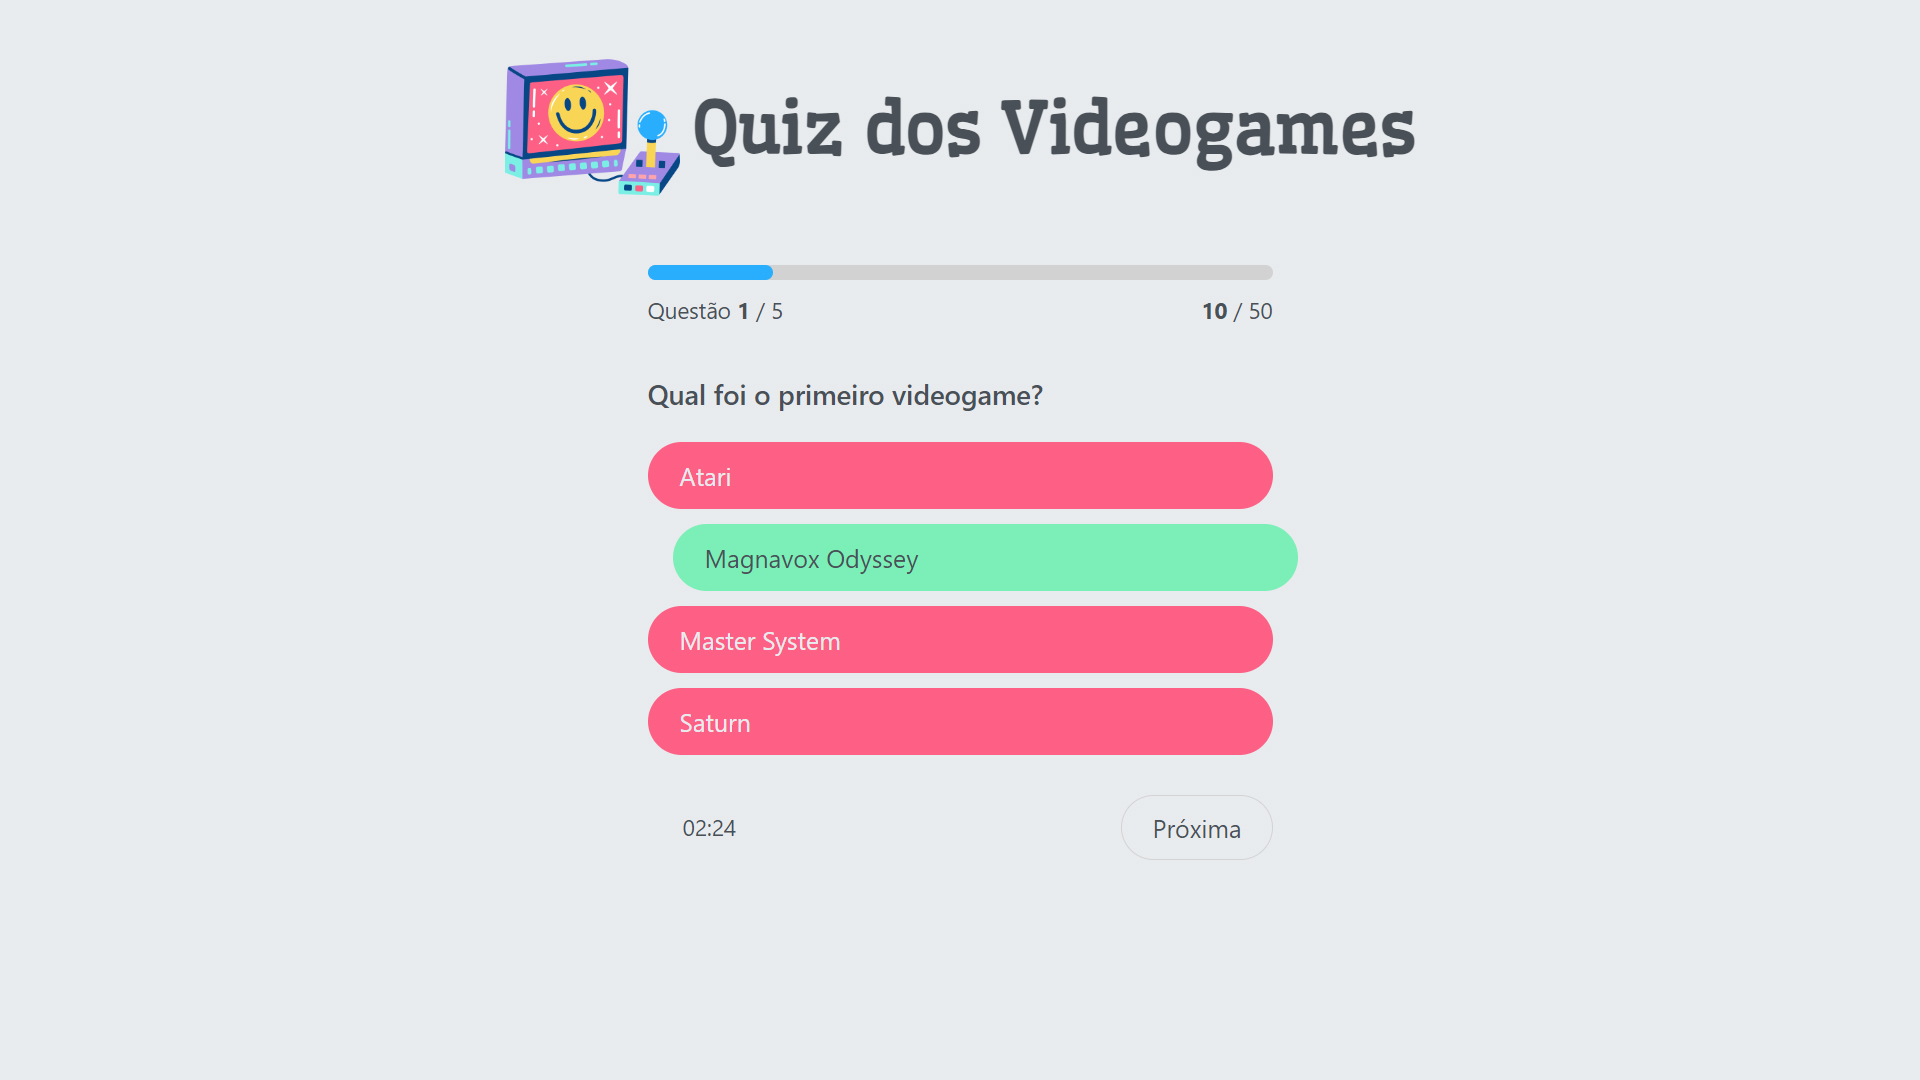 Quiz dos Videogames
Questão 1 / 5
10 / 50
Qual foi o primeiro videogame?
Atari
Magnavox Odyssey
Master System
Saturn
02:24
Próxima